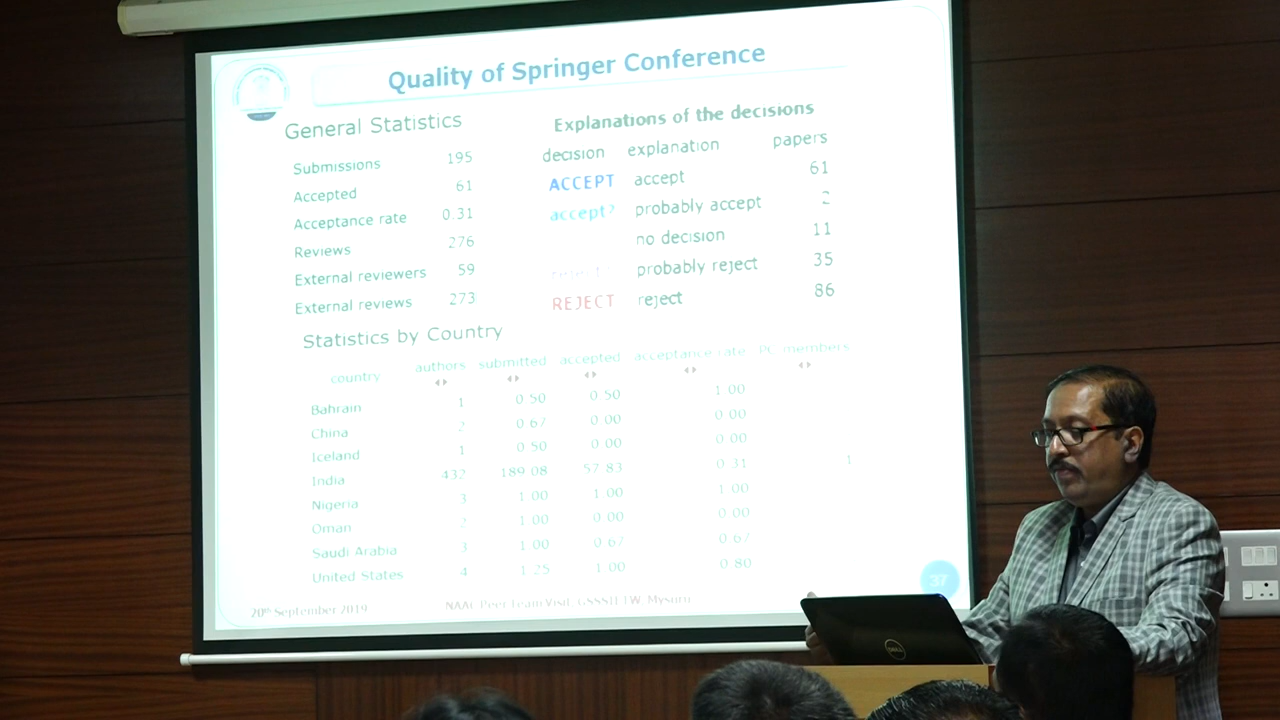 Quality of Springer Conference
General Statistics
Submissions 195
Accepted 61
Acceptance rate 0.31
Reviews 276
External reviewers 59
External reviews 273
Explanations of the decisions
decision explanation papers
ACCEPT accept 61
accept? probably accept 2
no decision 11
reject? probably reject 35
REJECT reject 86
Statistics by Country
country authors submitted accepted acceptance rate PC members
Bahrain 1 0.50 0.50 1.00
China 2 0.67 0.00 0.00
Iceland 1 0.50 0.00 0.00
India 432 189.08 57.83 0.31 1
Nigeria 3 1.00 1.00 1.00
Oman 2 1.00 0.00 0.00
Saudi Arabia 3 1.00 0.67 0.67
United States 4 1.25 1.00 0.80
20th September 2019 NAAC Peer Team Visit, GSSSIETW, Mysuru 37
DELL